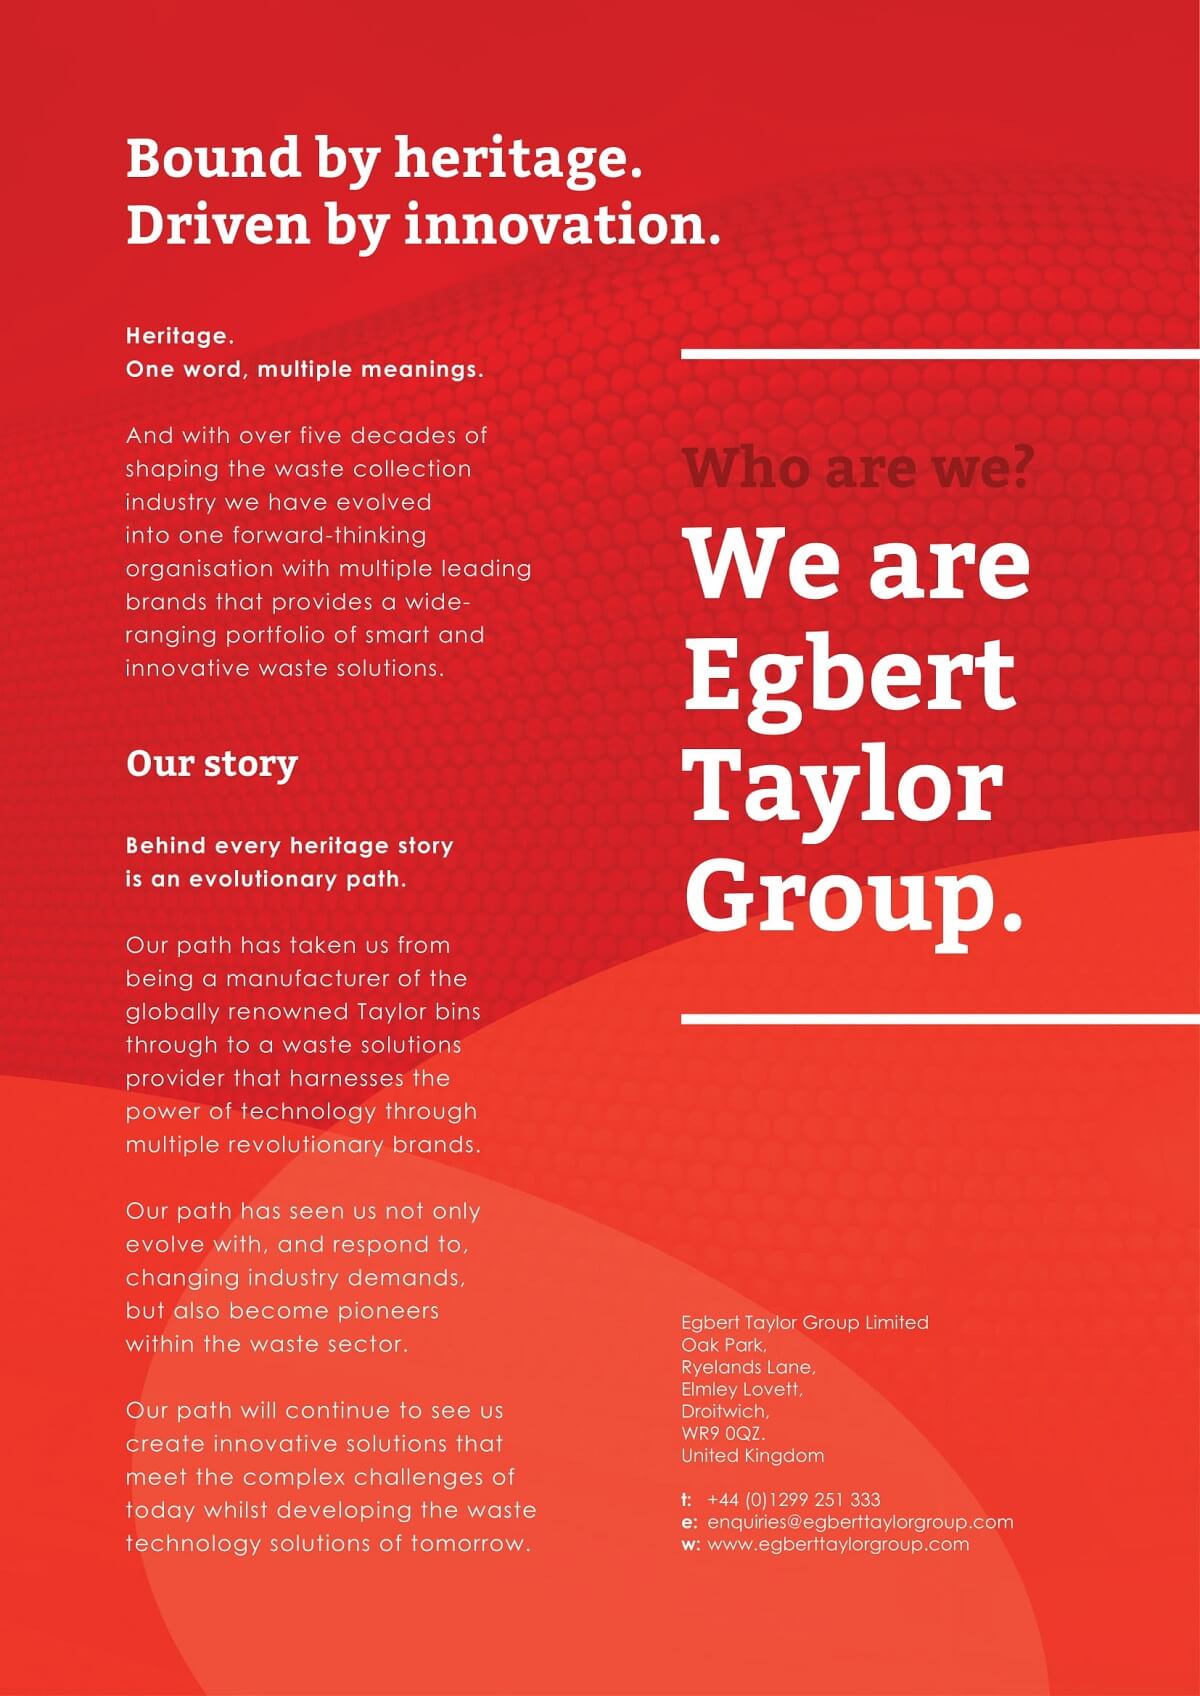 Bound by heritage.
Driven by innovation.
Heritage.
One word, multiple meanings.
And with over five decades of
shaping the waste collection
industry we have evolved
into one forward-thinking
organisation with multiple leading
brands that provides a wide-
ranging portfolio of smart and
innovative waste solutions.
Our story
Behind every heritage story
is an evolutionary path.
Our path has taken us from
being a manufacturer of the
globally renowned Taylor bins
through to a waste solutions
provider that harnesses the
power of technology through
multiple revolutionary brands.
Our path has seen us not only
evolve with, and respond to,
changing industry demands,
but also become pioneers
within the waste sector.
Our path will continue to see us
create innovative solutions that
meet the complex challenges of
today whilst developing the waste
technology solutions of tomorrow.
Who are we?
We are
Egbert
Taylor
Group.
Egbert Taylor Group Limited
Oak Park,
Ryelands Lane,
Elmley Lovett,
Droitwich,
WR9 0QZ.
United Kingdom
t: +44 (0)1299 251 333
e: enquiries@egberttaylorgroup.com
w: www.egberttaylorgroup.com